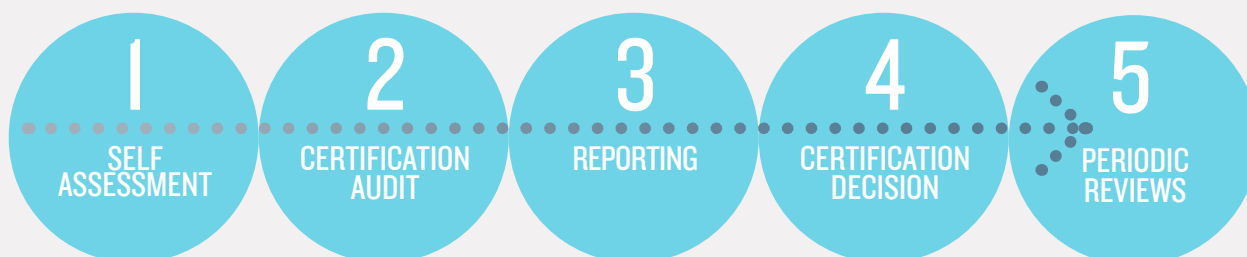 1
SELF
ASSESSMENT
2
CERTIFICATION
AUDIT
3
REPORTING
4
CERTIFICATION
DECISION
5
PERIODIC
REVIEWS